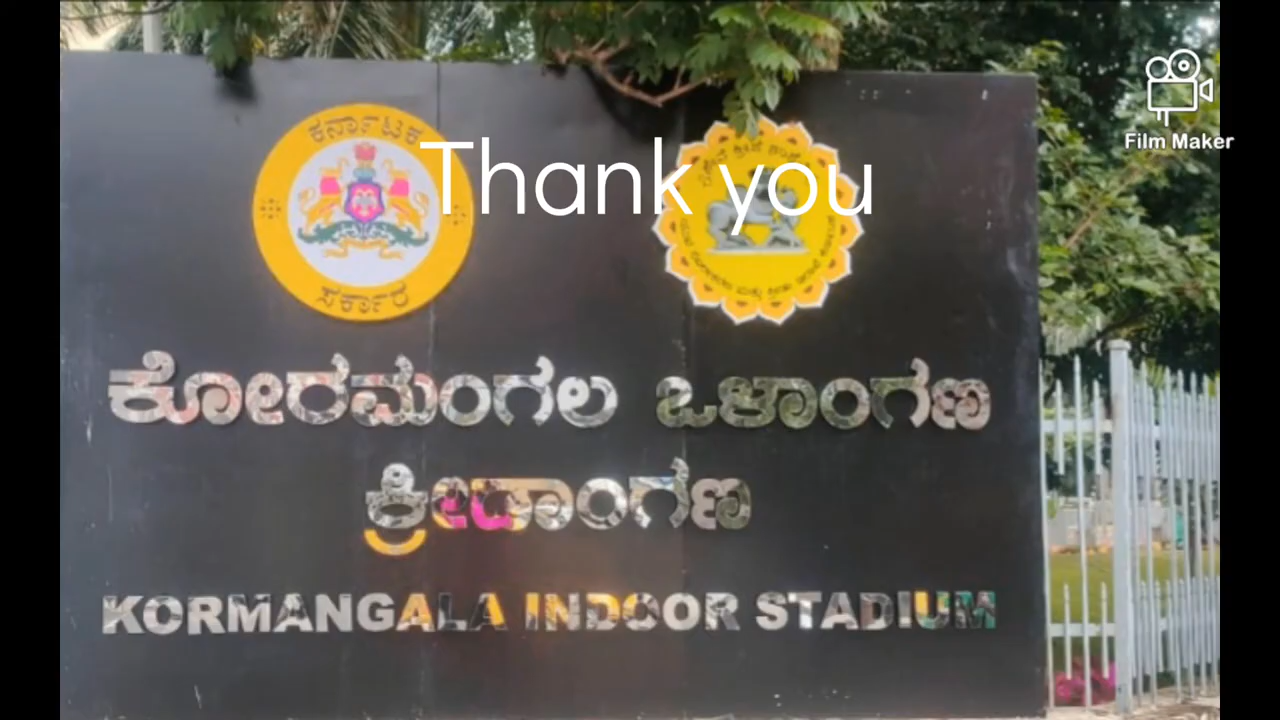 ಕರ್ನಾಟಕ
Thank you
Film Maker
ಸರ್ಕಾರ
ಕೋರಮಂಗಲ ಒಳಾಂಗಣ
ಕ್ರೀಡಾಂಗಣ
KORMANGALA INDOOR STADIUM